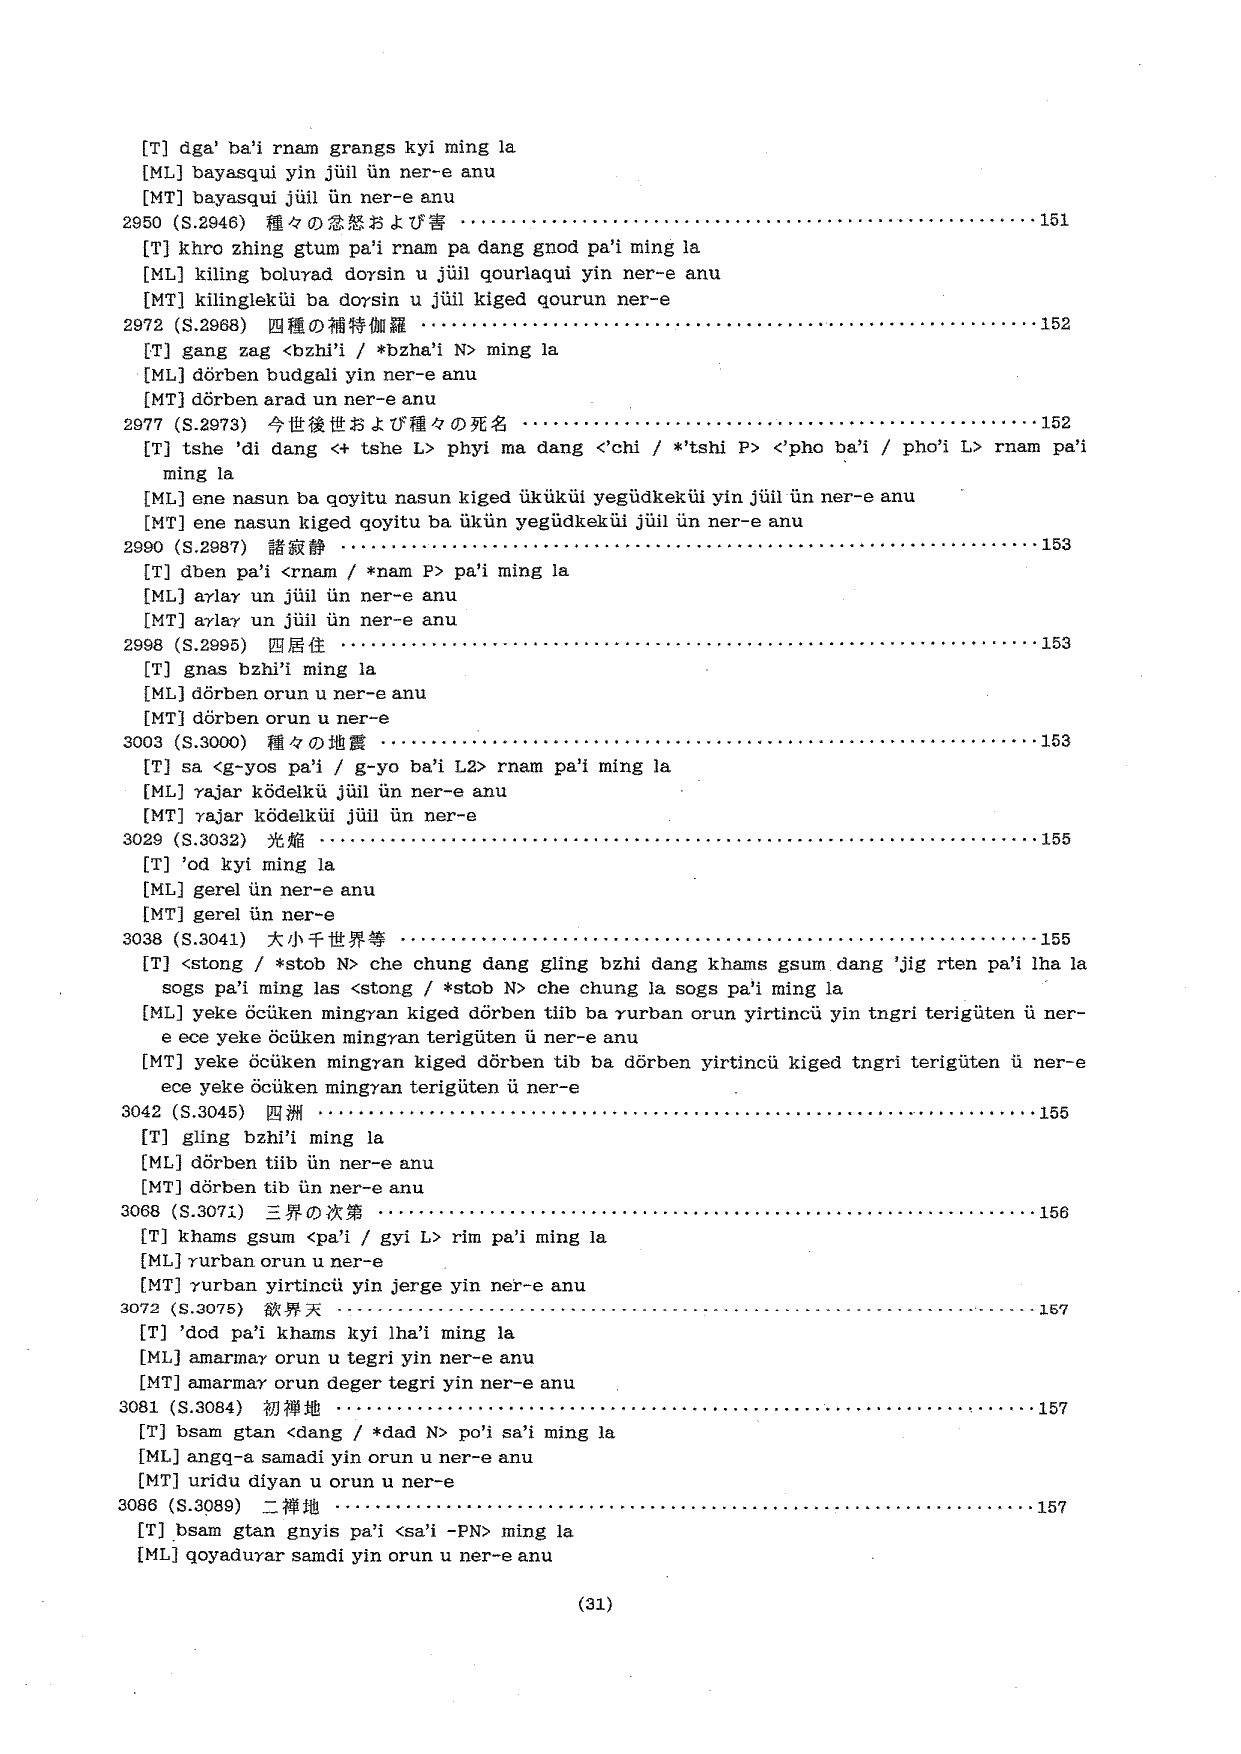 [T] dga' ba'i rnam grangs kyi ming la
[ML] bayasqui yin jüil ün ner-e anu
[MT] bayasqui jüil ün ner-e anu
2950 (S.2946) 種々の忿怒および害 ··········151
[T] khro zhing gtum pa'i rnam pa dang gnod pa'i ming la
[ML] kiling boluγad doγsin u jüil qourlaqui yin ner-e anu
[MT] kilingleküi ba doγsin u jüil kiged qourun ner-e
2972 (S.2968) 四種の補特伽羅 ··········152
[T] gang zag <bzhi'i / *bzha'i N> ming la
[ML] dörben budgali yin ner-e anu
[MT] dörben arad un ner-e anu
2977 (S.2973) 今世後世および種々の死名 ··········152
[T] tshe 'di dang <+ tshe L> phyi ma dang <'chi / *'tshi P> <'pho ba'i / pho'i L> rnam pa'i
ming la
[ML] ene nasun ba qoyitu nasun kiged üküküi yegüdkeküi yin jüil ün ner-e anu
[MT] ene nasun kiged qoyitu ba ükün yegüdkeküi jüil ün ner-e anu
2990 (S.2987) 諸寂静 ··········153
[T] dben pa'i <rnam / *nam P> pa'i ming la
[ML] aγlaγ un jüil ün ner-e anu
[MT] aγlaγ un jüil ün ner-e anu
2998 (S.2995) 四居住 ··········153
[T] gnas bzhi'i ming la
[ML] dörben orun u ner-e anu
[MT] dörben orun u ner-e
3003 (S.3000) 種々の地震 ··········153
[T] sa <g-yos pa'i / g-yo ba'i L2> rnam pa'i ming la
[ML] γajar ködelkü jüil ün ner-e anu
[MT] γajar ködelküi jüil ün ner-e
3029 (S.3032) 光焔 ··········155
[T] 'od kyi ming la
[ML] gerel ün ner-e anu
[MT] gerel ün ner-e
3038 (S.3041) 大小千世界等 ··········155
[T] <stong / *stob N> che chung dang gling bzhi dang khams gsum dang 'jig rten pa'i lha la
sogs pa'i ming las <stong / *stob N> che chung la sogs pa'i ming la
[ML] yeke öcüken mingγan kiged dörben tiib ba γurban orun yirtincü yin tngri terigüten ü ner-
e ece yeke öcüken mingγan terigüten ü ner-e anu
[MT] yeke öcüken mingγan kiged dörben tib ba dörben yirtincü kiged tngri terigüten ü ner-e
ece yeke öcüken mingγan terigüten ü ner-e
3042 (S.3045) 四洲 ··········155
[T] gling bzhi'i ming la
[ML] dörben tiib ün ner-e anu
[MT] dörben tib ün ner-e anu
3068 (S.3071) 三界の次第 ··········156
[T] khams gsum <pa'i / gyi L> rim pa'i ming la
[ML] γurban orun u ner-e
[MT] γurban yirtincü yin jerge yin ner-e anu
3072 (S.3075) 欲界天 ··········157
[T] 'dod pa'i khams kyi lha'i ming la
[ML] amarmaγ orun u tegri yin ner-e anu
[MT] amarmaγ orun deger tegri yin ner-e anu
3081 (S.3084) 初禅地 ··········157
[T] bsam gtan <dang / *dad N> po'i sa'i ming la
[ML] angq-a samadi yin orun u ner-e anu
[MT] uridu diyan u orun u ner-e
3086 (S.3089) 二禅地 ··········157
[T] bsam gtan gnyis pa'i <sa'i -PN> ming la
[ML] qoyaduγar samdi yin orun u ner-e anu
(31)